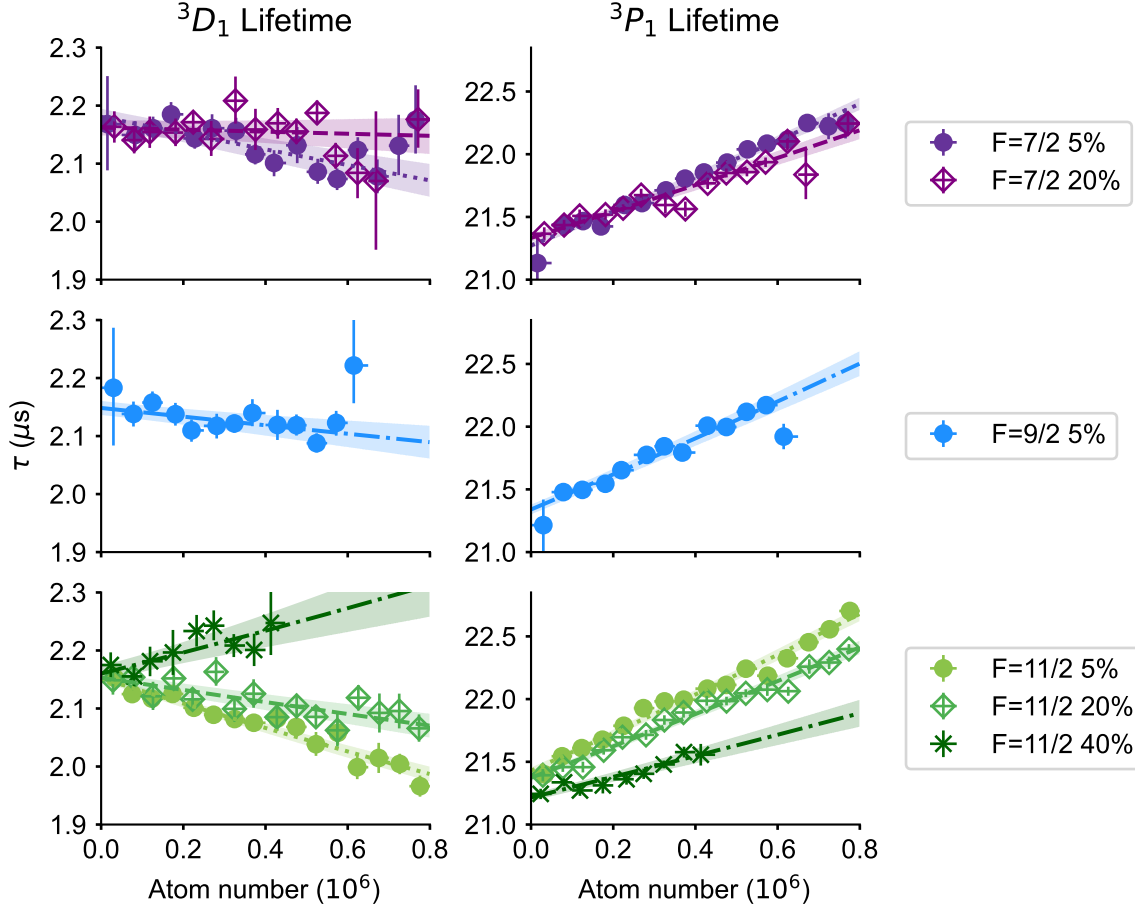 ³D₁ Lifetime
³P₁ Lifetime
2.3
2.2
2.1
2.0
1.9
22.5
22.0
21.5
21.0
F=7/2 5%
F=7/2 20%
τ (μs)
2.3
2.2
2.1
2.0
1.9
22.5
22.0
21.5
21.0
F=9/2 5%
2.3
2.2
2.1
2.0
1.9
0.0 0.2 0.4 0.6 0.8
Atom number (10⁶)
22.5
22.0
21.5
21.0
0.0 0.2 0.4 0.6 0.8
Atom number (10⁶)
F=11/2 5%
F=11/2 20%
F=11/2 40%